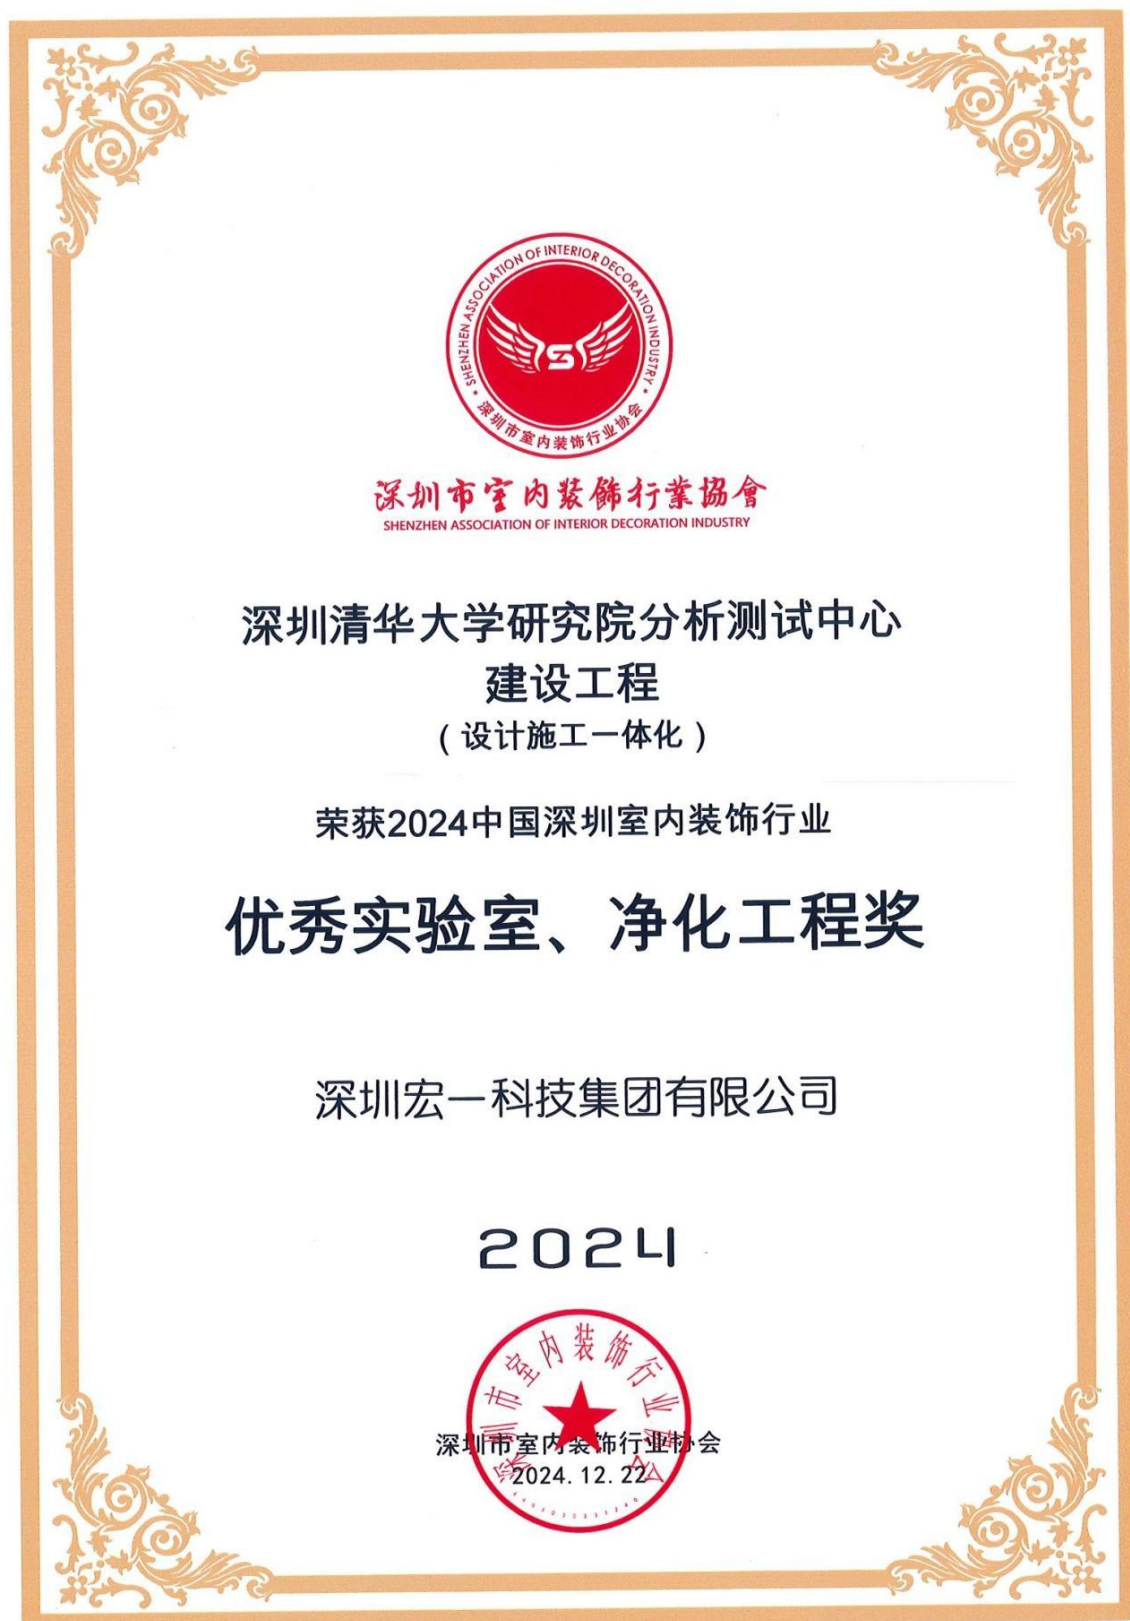 SHENZHEN ASSOCIATION OF INTERIOR DECORATION INDUSTRY
深圳市室内装饰行业协会
S
深圳市室内装飾行業協會
SHENZHEN ASSOCIATION OF INTERIOR DECORATION INDUSTRY
深圳清华大学研究院分析测试中心
建设工程
(设计施工一体化)
荣获2024中国深圳室内装饰行业
优秀实验室、净化工程奖
深圳宏一科技集团有限公司
2024
深圳市室内装饰行业协会
深圳市室内装饰行业协会
2024.12.22